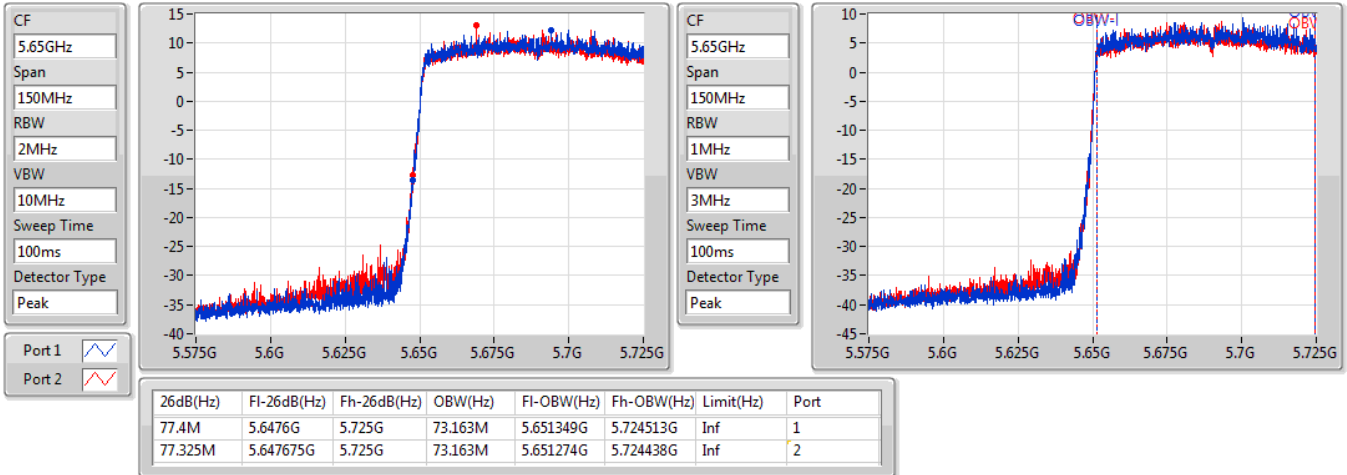 CF
5.65GHz
Span
150MHz
RBW
2MHz
VBW
10MHz
Sweep Time
100ms
Detector Type
Peak
Port 1
Port 2
15
10
5
0
-5
-10
-15
-20
-25
-30
-35
-40
5.575G 5.6G 5.625G 5.65G 5.675G 5.7G 5.725G
CF
5.65GHz
Span
150MHz
RBW
1MHz
VBW
3MHz
Sweep Time
100ms
Detector Type
Peak
10
5
0
-5
-10
-15
-20
-25
-30
-35
-40
-45
OBW-l
5.575G 5.6G 5.625G 5.65G 5.675G 5.7G 5.725G
26dB(Hz) Fl-26dB(Hz) Fh-26dB(Hz) OBW(Hz) Fl-OBW(Hz) Fh-OBW(Hz) Limit(Hz) Port
77.4M 5.6476G 5.725G 73.163M 5.651349G 5.724513G Inf 1
77.325M 5.647675G 5.725G 73.163M 5.651274G 5.724438G Inf 2